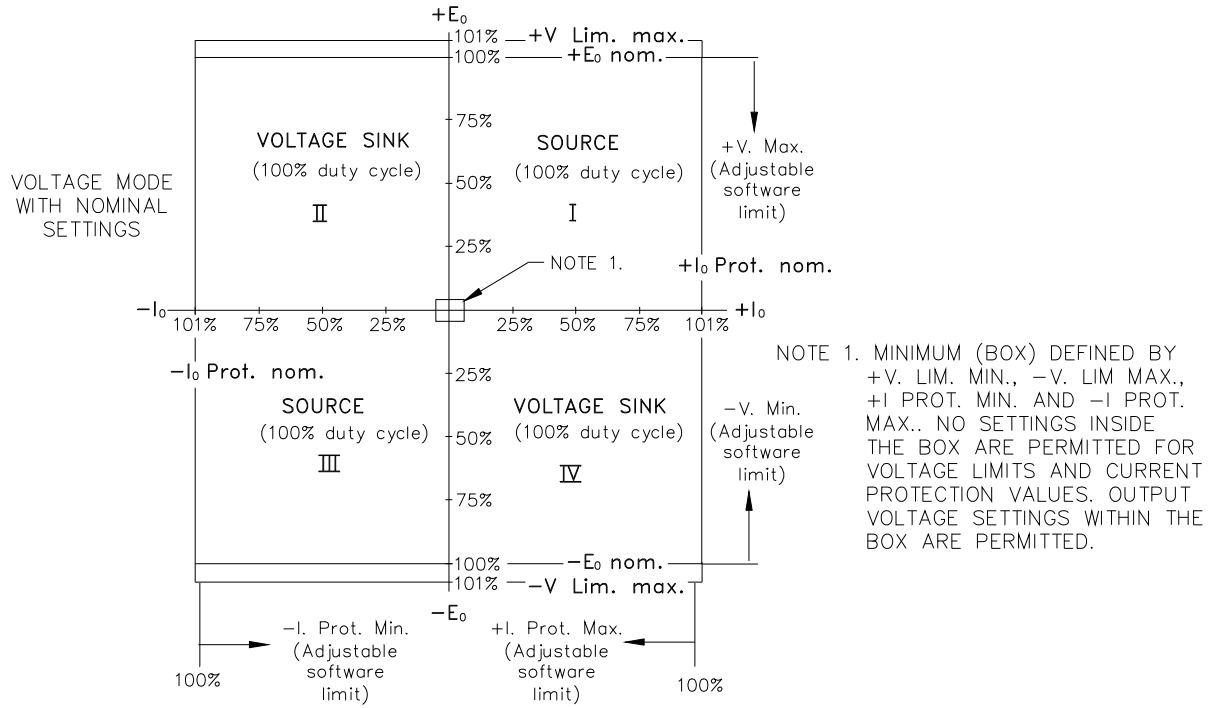 +E₀
101% +V Lim. max.
100% +E₀ nom.
75%
VOLTAGE SINK
(100% duty cycle)
II
SOURCE
(100% duty cycle)
I
50%
25%
+V. Max.
(Adjustable
software
limit)
VOLTAGE MODE
WITH NOMINAL
SETTINGS
NOTE 1.
+I₀ Prot. nom.
−I₀
+I₀
101% 75% 50% 25% 25% 50% 75% 101%
−I₀ Prot. nom.
25%
SOURCE
(100% duty cycle)
III
VOLTAGE SINK
(100% duty cycle)
IV
50%
75%
−V. Min.
(Adjustable
software
limit)
NOTE 1. MINIMUM (BOX) DEFINED BY
+V. LIM. MIN., −V. LIM MAX.,
+I PROT. MIN. AND −I PROT.
MAX.. NO SETTINGS INSIDE
THE BOX ARE PERMITTED FOR
VOLTAGE LIMITS AND CURRENT
PROTECTION VALUES. OUTPUT
VOLTAGE SETTINGS WITHIN THE
BOX ARE PERMITTED.
100% −E₀ nom.
101% −V Lim. max.
−E₀
−I. Prot. Min.
(Adjustable
software
limit)
+I. Prot. Max.
(Adjustable
software
limit)
100%
100%